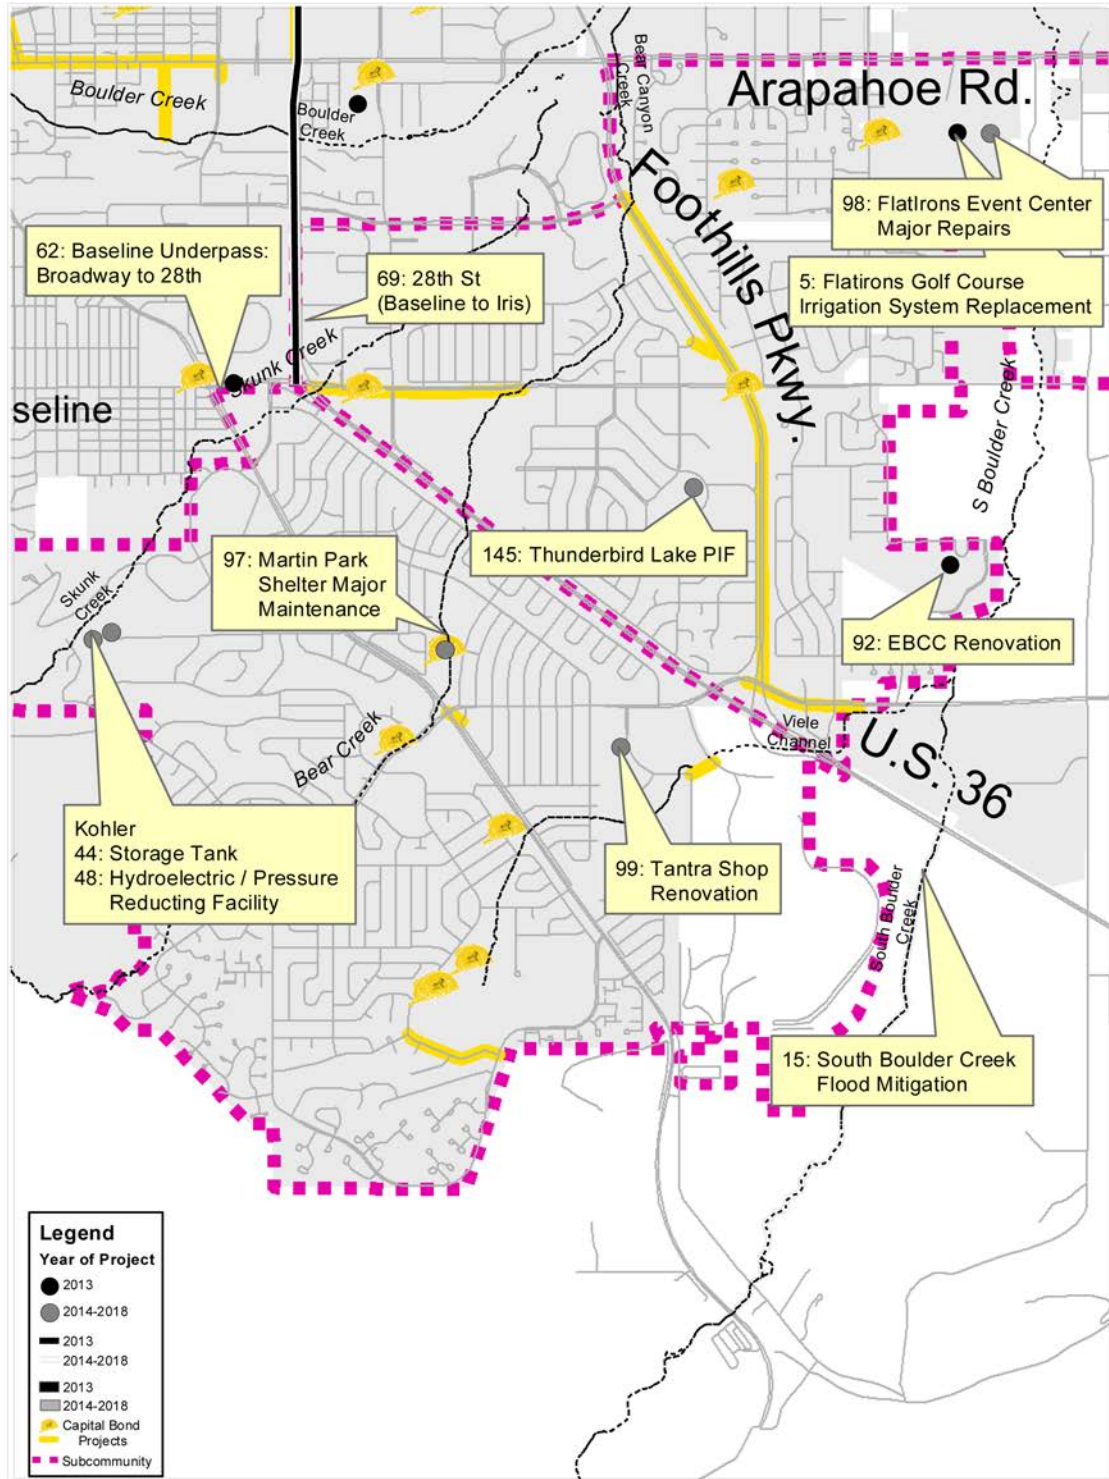 Boulder Creek
Boulder
Creek
Bear Canyon
Creek
Arapahoe Rd.
Foothills Pkwy.
98: FlatIrons Event Center
Major Repairs
62: Baseline Underpass:
Broadway to 28th
69: 28th St
(Baseline to Iris)
5: Flatirons Golf Course
Irrigation System Replacement
Skunk Creek
seline
S Boulder Creek
97: Martin Park
Shelter Major
Maintenance
145: Thunderbird Lake PIF
Skunk
Creek
92: EBCC Renovation
Bear Creek
Viele
Channel
U.S. 36
Kohler
44: Storage Tank
48: Hydroelectric / Pressure
Reducting Facility
99: Tantra Shop
Renovation
South Boulder
Creek
15: South Boulder Creek
Flood Mitigation
Legend
Year of Project
2013
2014-2018
2013
2014-2018
2013
2014-2018
Capital Bond
Projects
Subcommunity